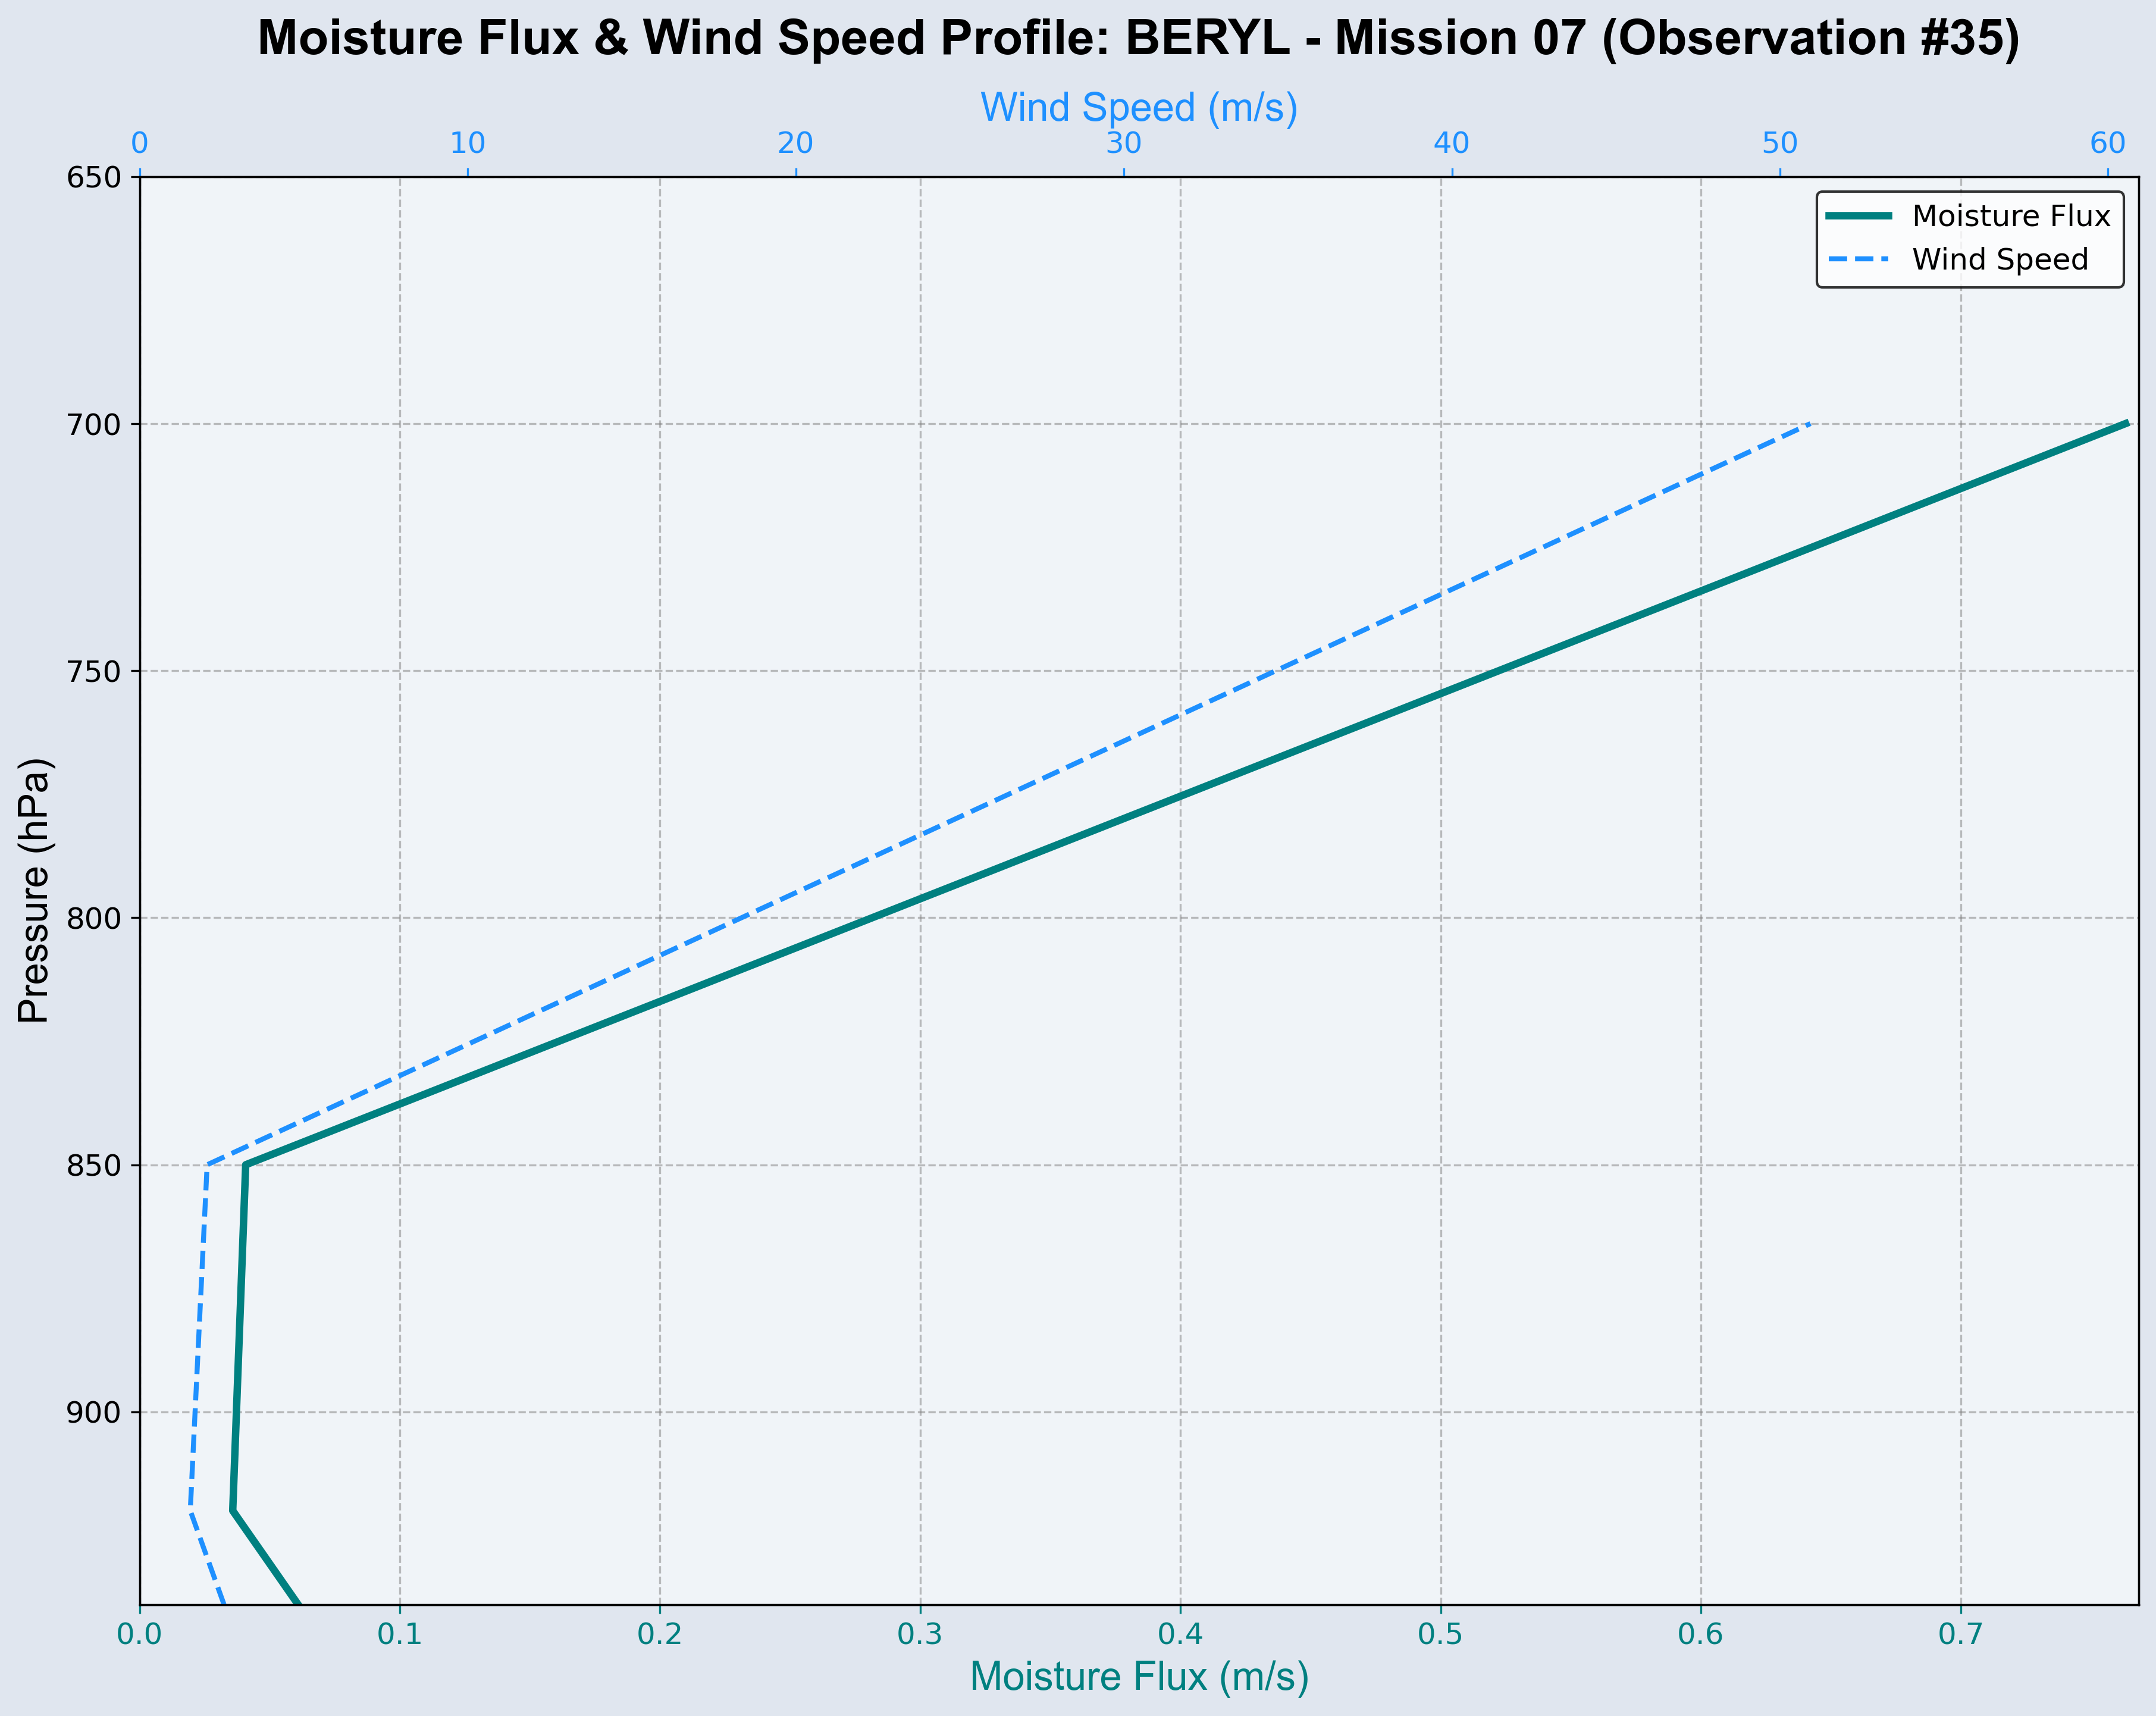 Moisture Flux & Wind Speed Profile: BERYL - Mission 07 (Observation #35)
Wind Speed (m/s)
0 10 20 30 40 50 60
Moisture Flux
Wind Speed
Pressure (hPa)
650
700
750
800
850
900
0.0 0.1 0.2 0.3 0.4 0.5 0.6 0.7
Moisture Flux (m/s)